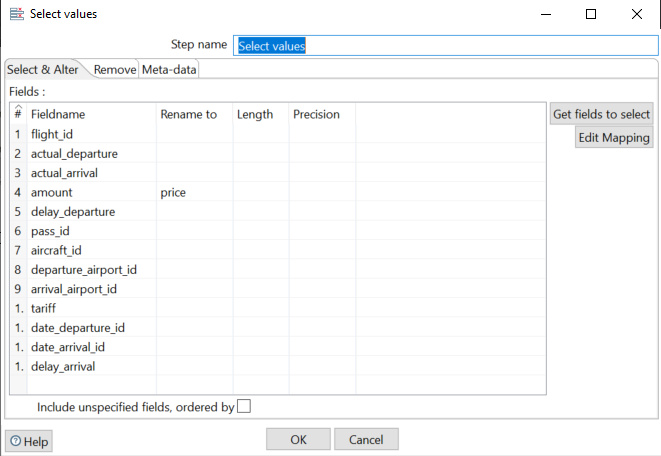 Select values
Step name Select values
Select & Alter Remove Meta-data
Fields :
# Fieldname Rename to Length Precision
Get fields to select
1 flight_id
Edit Mapping
2 actual_departure
3 actual_arrival
4 amount price
5 delay_departure
6 pass_id
7 aircraft_id
8 departure_airport_id
9 arrival_airport_id
1. tariff
1. date_departure_id
1. date_arrival_id
1. delay_arrival
Include unspecified fields, ordered by
Help OK Cancel